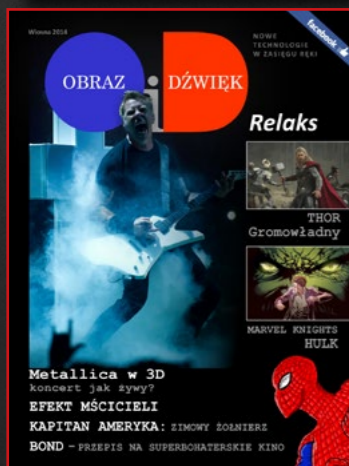 Wiosna 2014
facebook
NOWE
TECHNOLOGIE
W ZASIĘGU RĘKI
OBRAZ i DŹWIĘK
Relaks
THOR
Gromowładny
MARVEL KNIGHTS
HULK
Metallica w 3D
koncert jak żywy?
EFEKT MŚCICIELI
KAPITAN AMERYKA: ZIMOWY ŻOŁNIERZ
BOND – PRZEPIS NA SUPERBOHATERSKIE KINO